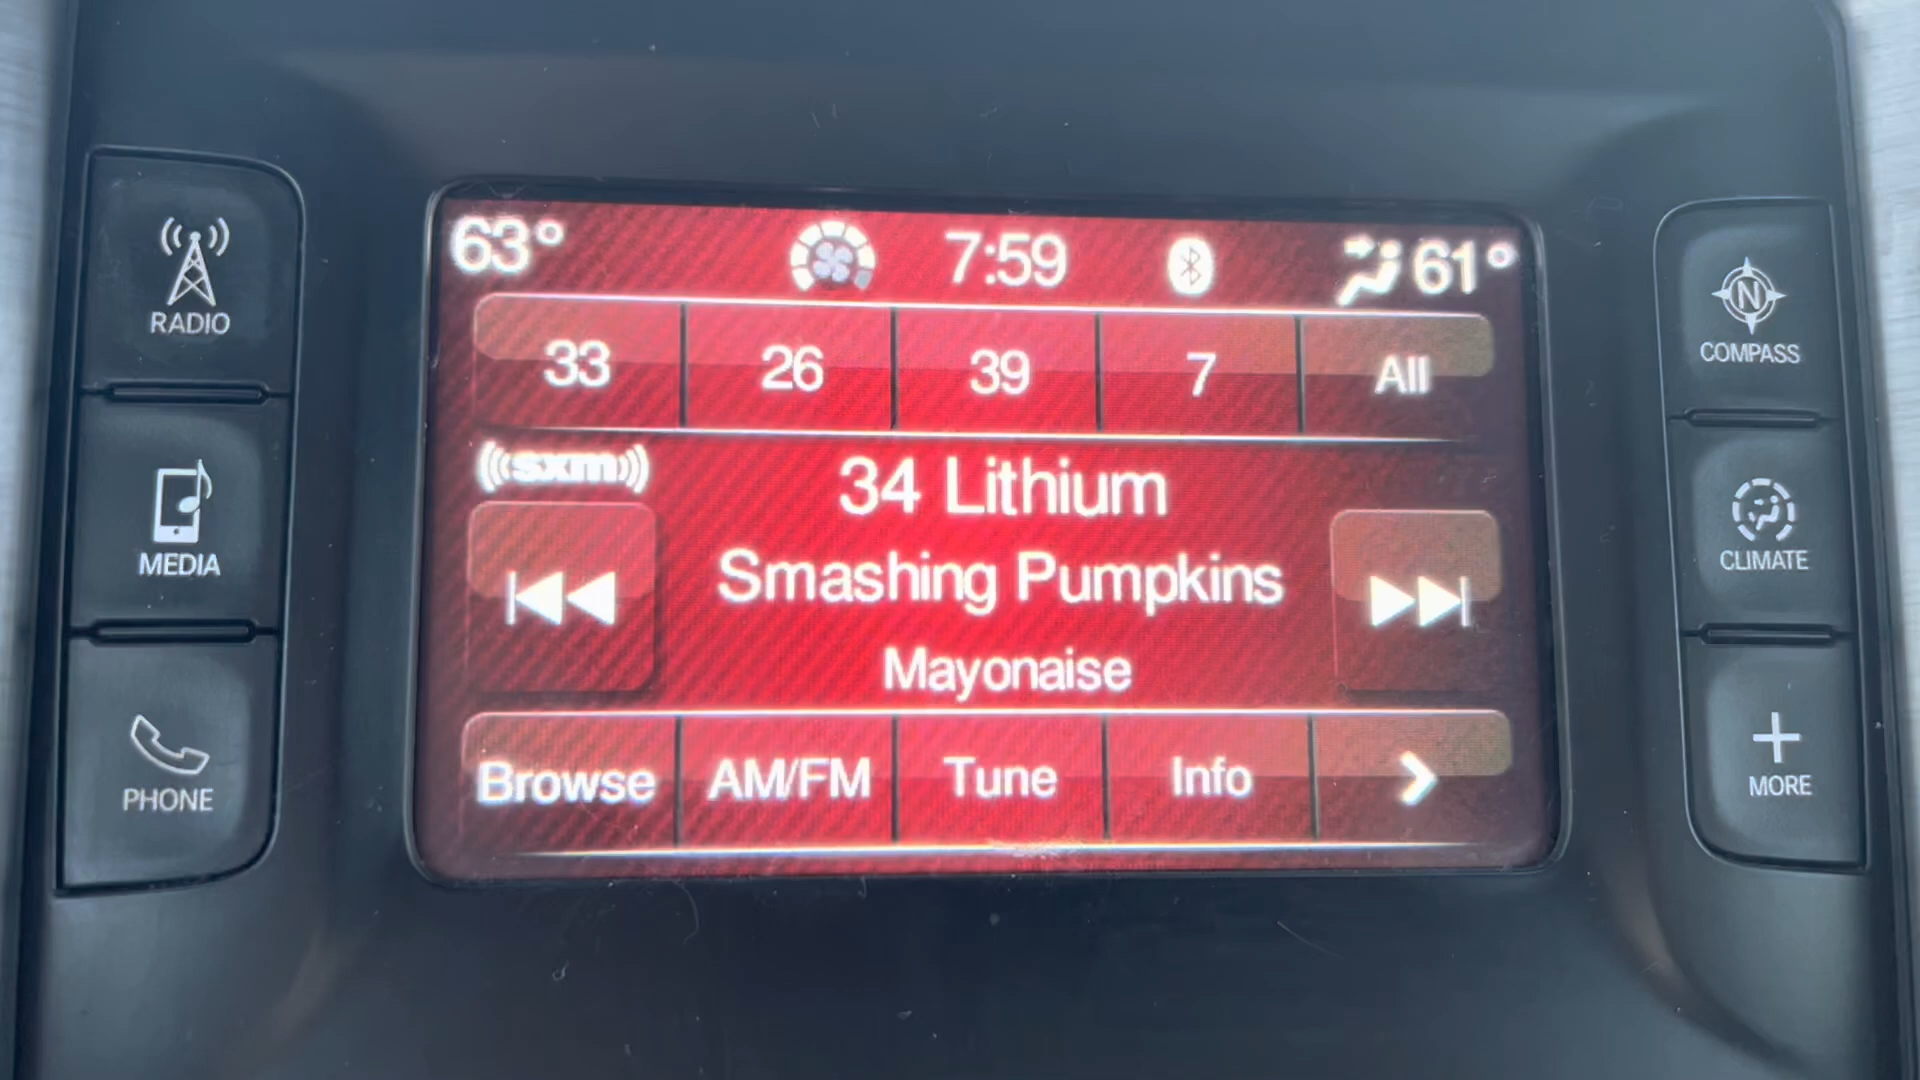 63° 7:59 61°
33 26 39 7 All
sxm
34 Lithium
Smashing Pumpkins
Mayonaise
Browse AM/FM Tune Info
RADIO
MEDIA
PHONE
N
COMPASS
CLIMATE
MORE